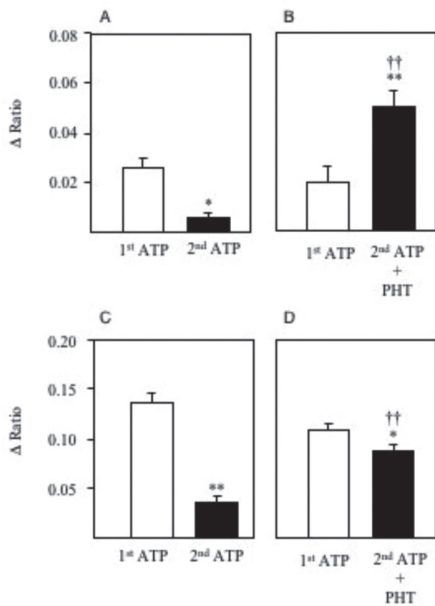 A
B
0.08
0.06
0.04
0.02
Δ Ratio
††
**
*
1st ATP
2nd ATP
1st ATP
2nd ATP
+
PHT
C
D
0.20
0.15
0.10
0.05
Δ Ratio
**
††
*
1st ATP
2nd ATP
1st ATP
2nd ATP
+
PHT